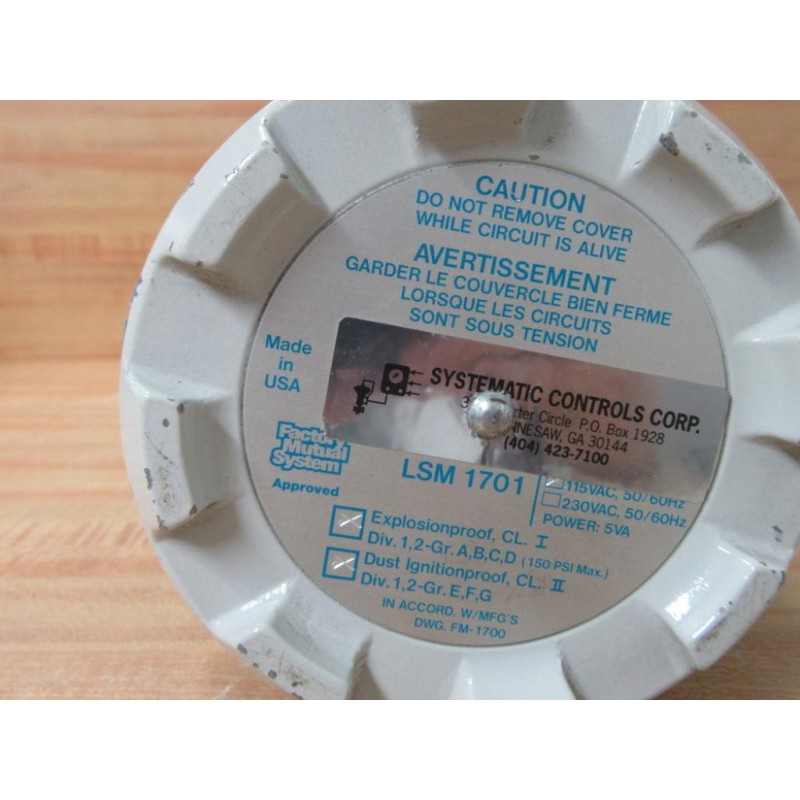 CAUTION
DO NOT REMOVE COVER
WHILE CIRCUIT IS ALIVE
AVERTISSEMENT
GARDER LE COUVERCLE BIEN FERME
LORSQUE LES CIRCUITS
SONT SOUS TENSION
Made
in
USA
SYSTEMATIC CONTROLS CORP.
Circle P.O. Box 1928
GA 30144
(404) 423-7100
Factory
Mutual
System
Approved
LSM 1701
115VAC, 50/60Hz
230VAC, 50/60Hz
POWER: 5VA
Explosionproof, CL. I
Div. 1,2-Gr. A,B,C,D (150 PSI Max.)
Dust Ignitionproof, CL. II
Div. 1,2-Gr. E,F,G
IN ACCORD. W/MFG'S
DWG. FM-1700